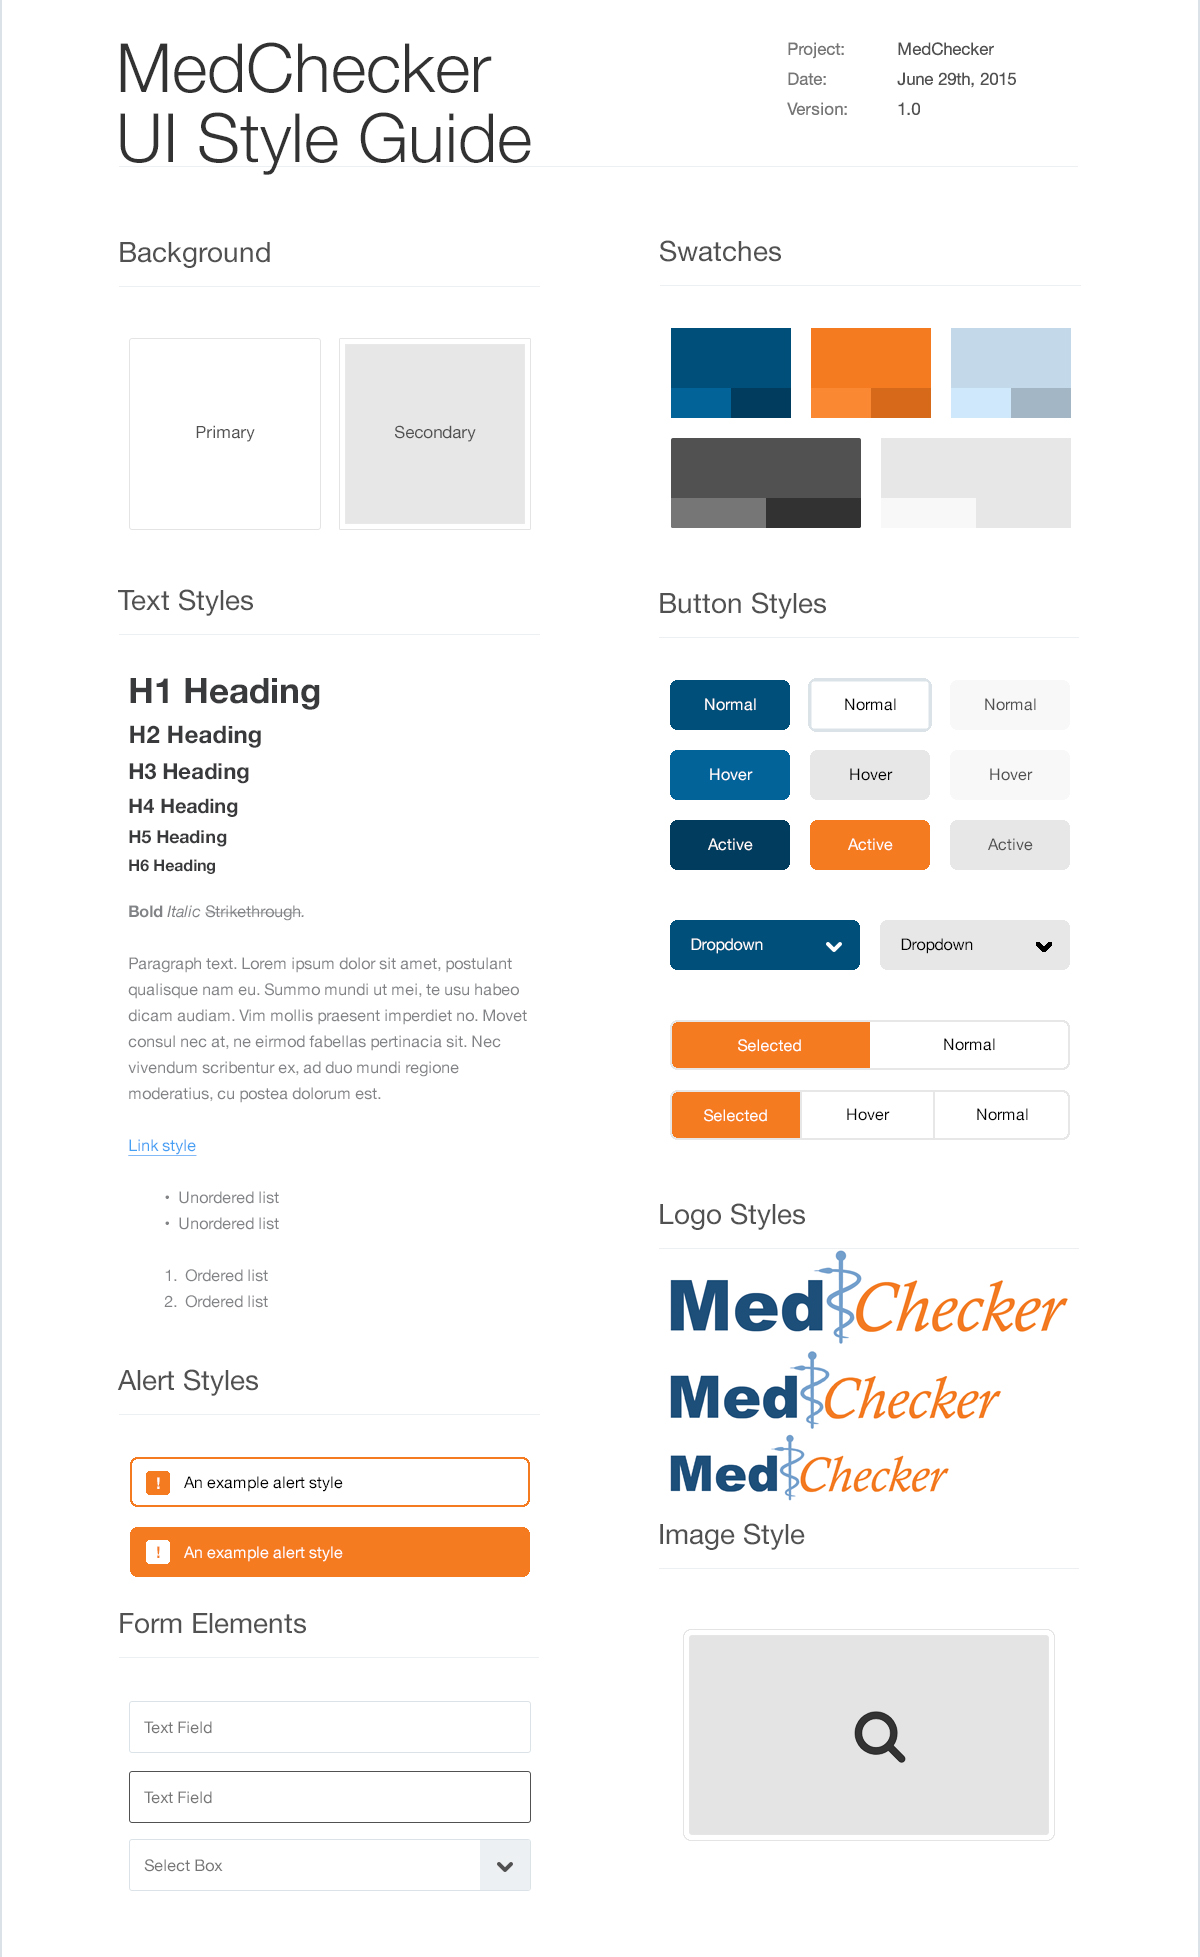 MedChecker
UI Style Guide
Project: MedChecker
Date: June 29th, 2015
Version: 1.0
Background
Primary
Secondary
Text Styles
H1 Heading
H2 Heading
H3 Heading
H4 Heading
H5 Heading
H6 Heading
Bold Italic Strikethrough.
Paragraph text. Lorem ipsum dolor sit amet, postulant
qualisque nam eu. Summo mundi ut mei, te usu habeo
dicam audiam. Vim mollis praesent imperdiet no. Movet
consul nec at, ne eirmod fabellas pertinacia sit. Nec
vivendum scribentur ex, ad duo mundi regione
moderatius, cu postea dolorum est.
Link style
• Unordered list
• Unordered list
1. Ordered list
2. Ordered list
Alert Styles
! An example alert style
! An example alert style
Form Elements
Text Field
Text Field
Select Box
Swatches
Button Styles
Normal Normal Normal
Hover Hover Hover
Active Active Active
Dropdown Dropdown
Selected Normal
Selected Hover Normal
Logo Styles
MedChecker
MedChecker
MedChecker
Image Style